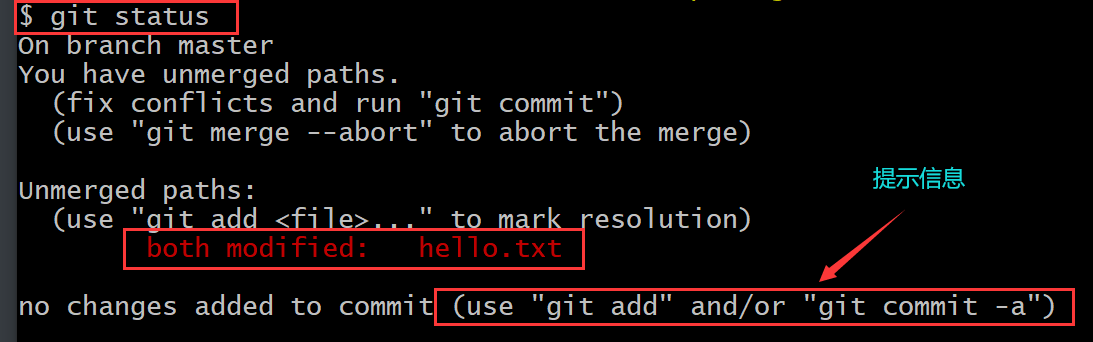 $ git status
On branch master
You have unmerged paths.
(fix conflicts and run "git commit")
(use "git merge --abort" to abort the merge)
Unmerged paths:
提示信息
(use "git add <file>..." to mark resolution)
both modified:   hello.txt
no changes added to commit (use "git add" and/or "git commit -a")